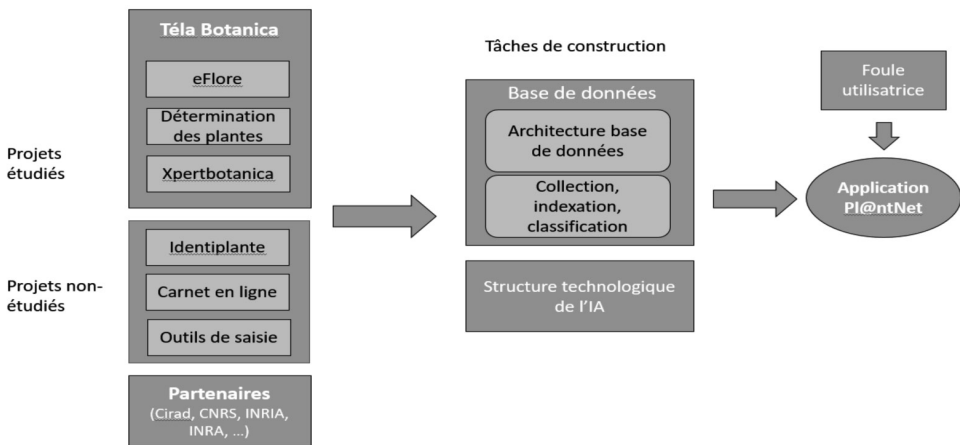 Téla Botanica
eFlore
Détermination
des plantes
Xpertbotanica
Projets
étudiés
Identiplante
Carnet en ligne
Outils de saisie
Projets non-
étudiés
Partenaires
(Cirad, CNRS, INRIA,
INRA, ...)
Tâches de construction
Base de données
Architecture base
de données
Collection,
indexation,
classification
Structure technologique
de l'IA
Foule
utilisatrice
Application
Pl@ntNet